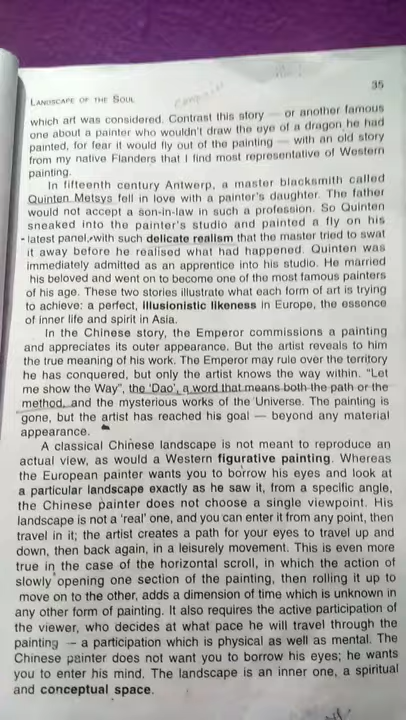 35
LANDSCAPE OF THE SOUL
which art was considered. Contrast this story — or another famous
one about a painter who wouldn't draw the eye of a dragon he had
painted, for fear it would fly out of the painting — with an old story
from my native Flanders that I find most representative of Western
painting.
In fifteenth century Antwerp, a master blacksmith called
Quinten Metsys fell in love with a painter's daughter. The father
would not accept a son-in-law in such a profession. So Quinten
sneaked into the painter's studio and painted a fly on his
latest panel, with such delicate realism that the master tried to swat
it away before he realised what had happened. Quinten was
immediately admitted as an apprentice into his studio. He married
his beloved and went on to become one of the most famous painters
of his age. These two stories illustrate what each form of art is trying
to achieve: a perfect, illusionistic likeness in Europe, the essence
of inner life and spirit in Asia.
In the Chinese story, the Emperor commissions a painting
and appreciates its outer appearance. But the artist reveals to him
the true meaning of his work. The Emperor may rule over the territory
he has conquered, but only the artist knows the way within. "Let
me show the Way", the 'Dao', a word that means both the path or the
method, and the mysterious works of the Universe. The painting is
gone, but the artist has reached his goal — beyond any material
appearance.
A classical Chinese landscape is not meant to reproduce an
actual view, as would a Western figurative painting. Whereas
the European painter wants you to borrow his eyes and look at
a particular landscape exactly as he saw it, from a specific angle,
the Chinese painter does not choose a single viewpoint. His
landscape is not a 'real' one, and you can enter it from any point, then
travel in it; the artist creates a path for your eyes to travel up and
down, then back again, in a leisurely movement. This is even more
true in the case of the horizontal scroll, in which the action of
slowly opening one section of the painting, then rolling it up to
move on to the other, adds a dimension of time which is unknown in
any other form of painting. It also requires the active participation of
the viewer, who decides at what pace he will travel through the
painting — a participation which is physical as well as mental. The
Chinese painter does not want you to borrow his eyes; he wants
you to enter his mind. The landscape is an inner one, a spiritual
and conceptual space.